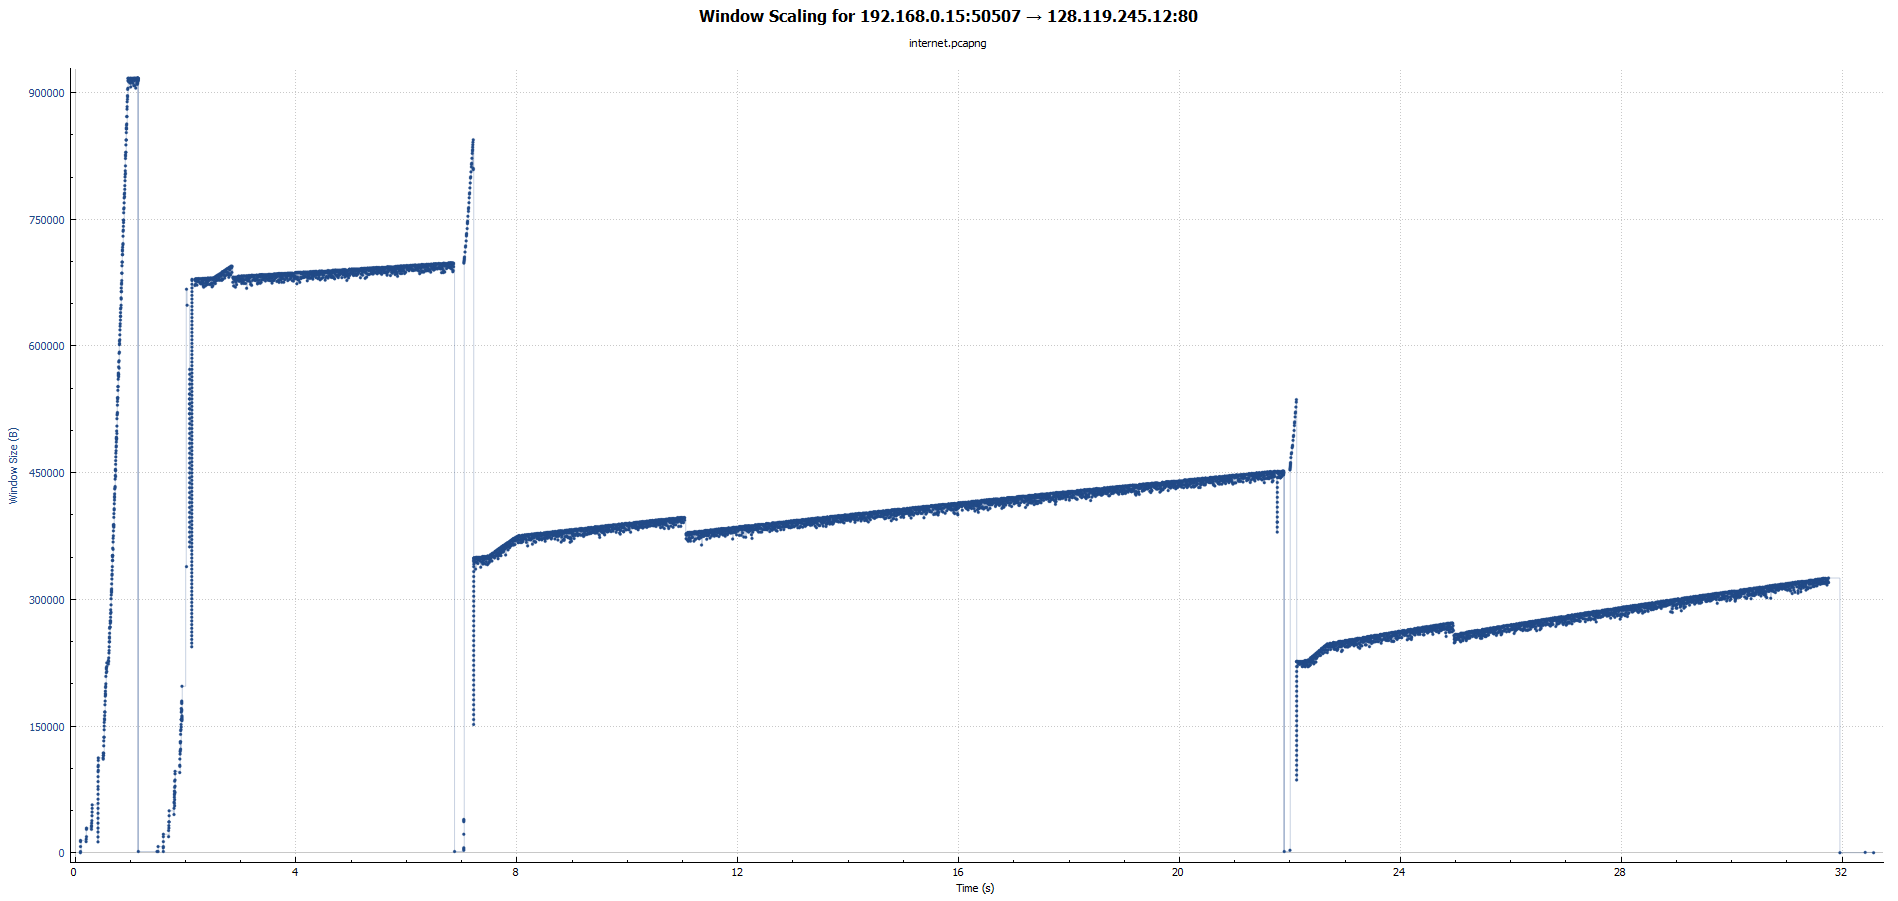 Window Scaling for 192.168.0.15:50507 → 128.119.245.12:80
internet.pcapng
Window Size (B)
900000
750000
600000
450000
300000
150000
0
0 4 8 12 16 20 24 28 32
Time (s)